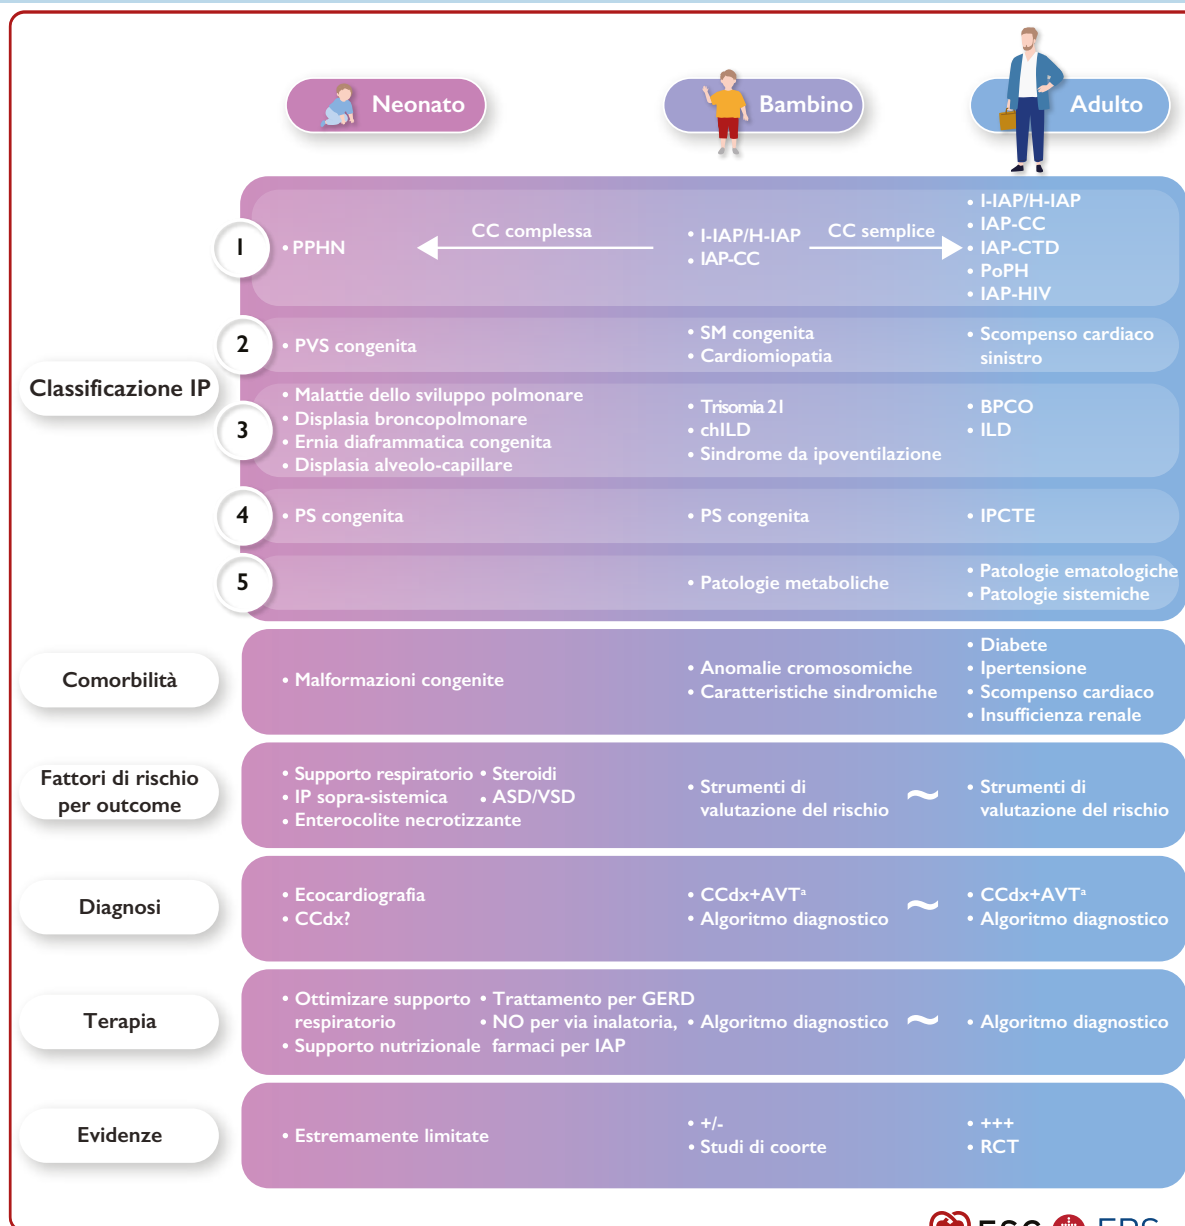 Neonato
Bambino
Adulto
Classificazione IP
1
• PPHN
CC complessa
• I-IAP/H-IAP
• IAP-CC
CC semplice
• I-IAP/H-IAP
• IAP-CC
• IAP-CTD
• PoPH
• IAP-HIV
2
• PVS congenita
• SM congenita
• Cardiomiopatia
• Scompenso cardiaco
sinistro
3
• Malattie dello sviluppo polmonare
• Displasia broncopolmonare
• Ernia diaframmatica congenita
• Displasia alveolo-capillare
• Trisomia 21
• chILD
• Sindrome da ipoventilazione
• BPCO
• ILD
4
• PS congenita
• PS congenita
• IPCTE
5
• Patologie metaboliche
• Patologie ematologiche
• Patologie sistemiche
Comorbilità
• Malformazioni congenite
• Anomalie cromosomiche
• Caratteristiche sindromiche
• Diabete
• Ipertensione
• Scompenso cardiaco
• Insufficienza renale
Fattori di rischio
per outcome
• Supporto respiratorio
• IP sopra-sistemica
• Enterocolite necrotizzante
• Steroidi
• ASD/VSD
• Strumenti di
valutazione del rischio
~
• Strumenti di
valutazione del rischio
Diagnosi
• Ecocardiografia
• CCdx?
• CCdx+AVTᵃ
• Algoritmo diagnostico
~
• CCdx+AVTᵃ
• Algoritmo diagnostico
Terapia
• Ottimizare supporto
respiratorio
• Supporto nutrizionale
• Trattamento per GERD
• NO per via inalatoria,
farmaci per IAP
• Algoritmo diagnostico
~
• Algoritmo diagnostico
Evidenze
• Estremamente limitate
• +/-
• Studi di coorte
• +++
• RCT
ESC ERS